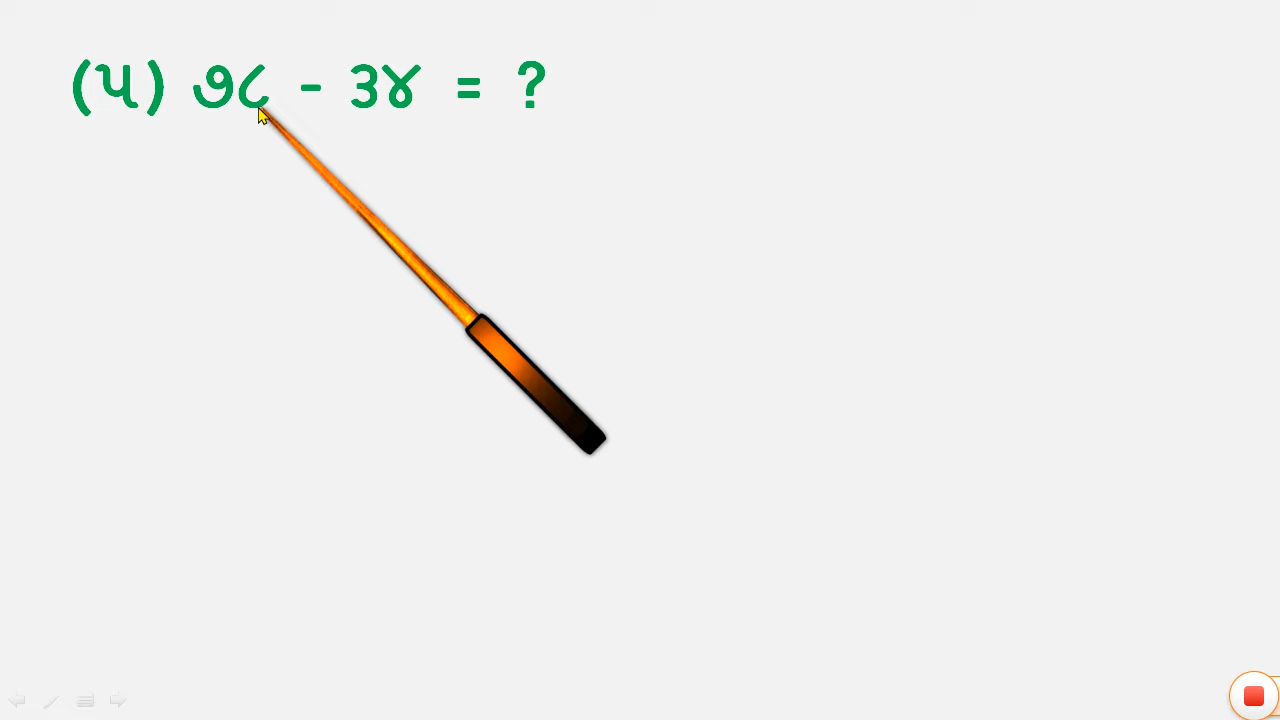 (૫) ૭૮ - ૩૪ = ?